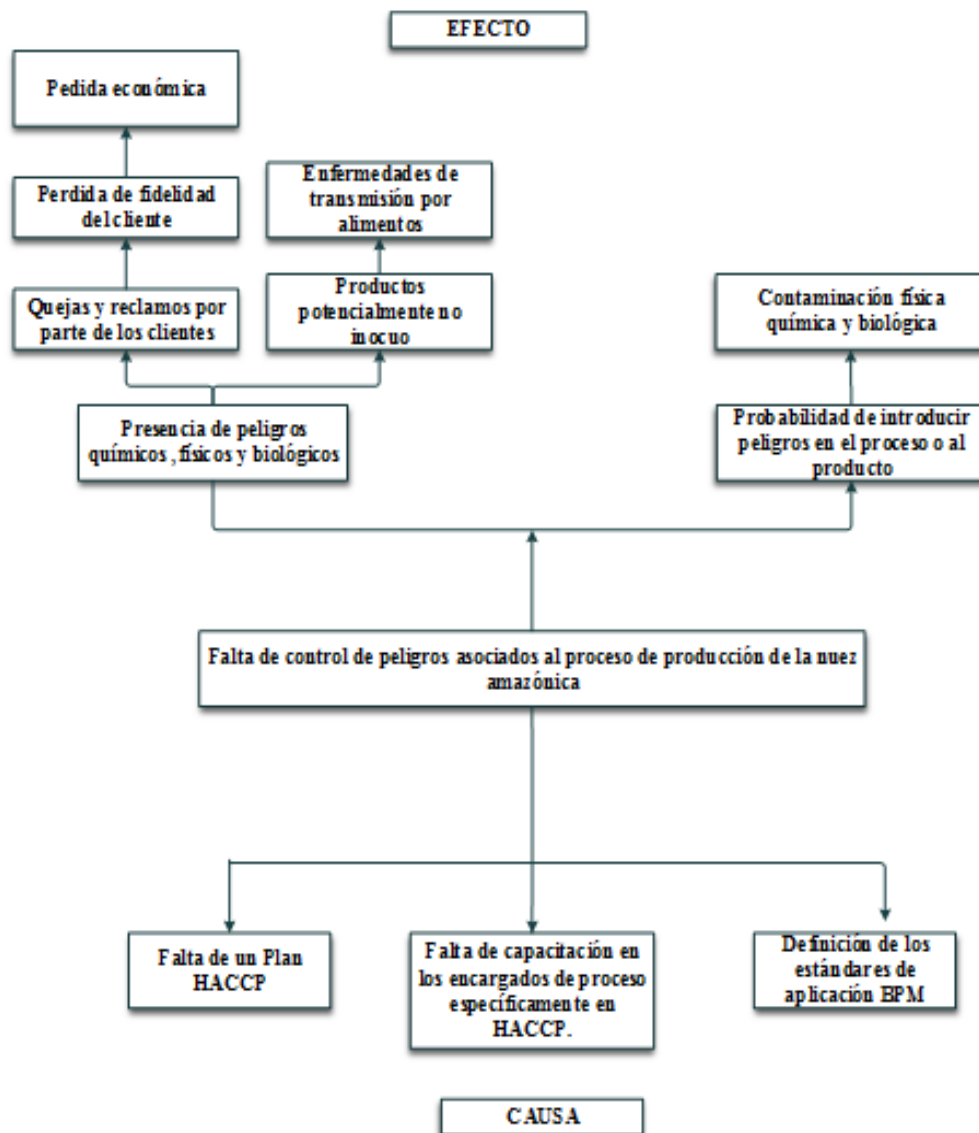 EFECTO
Pedida económica
Perdida de fidelidad
del cliente
Enfermedades de
transmisión por
alimentos
Quejas y reclamos por
parte de los clientes
Productos
potencialmente no
inocuo
Contaminación física
química y biológica
Presencia de peligros
químicos , físicos y biológicos
Probabilidad de introducir
peligros en el proceso o al
producto
Falta de control de peligros asociados al proceso de producción de la nuez
amazónica
Falta de un Plan
HACCP
Falta de capacitación en
los encargados de proceso
específicamente en
HACCP.
Definición de los
estándares de
aplicación BPM
CAUSA